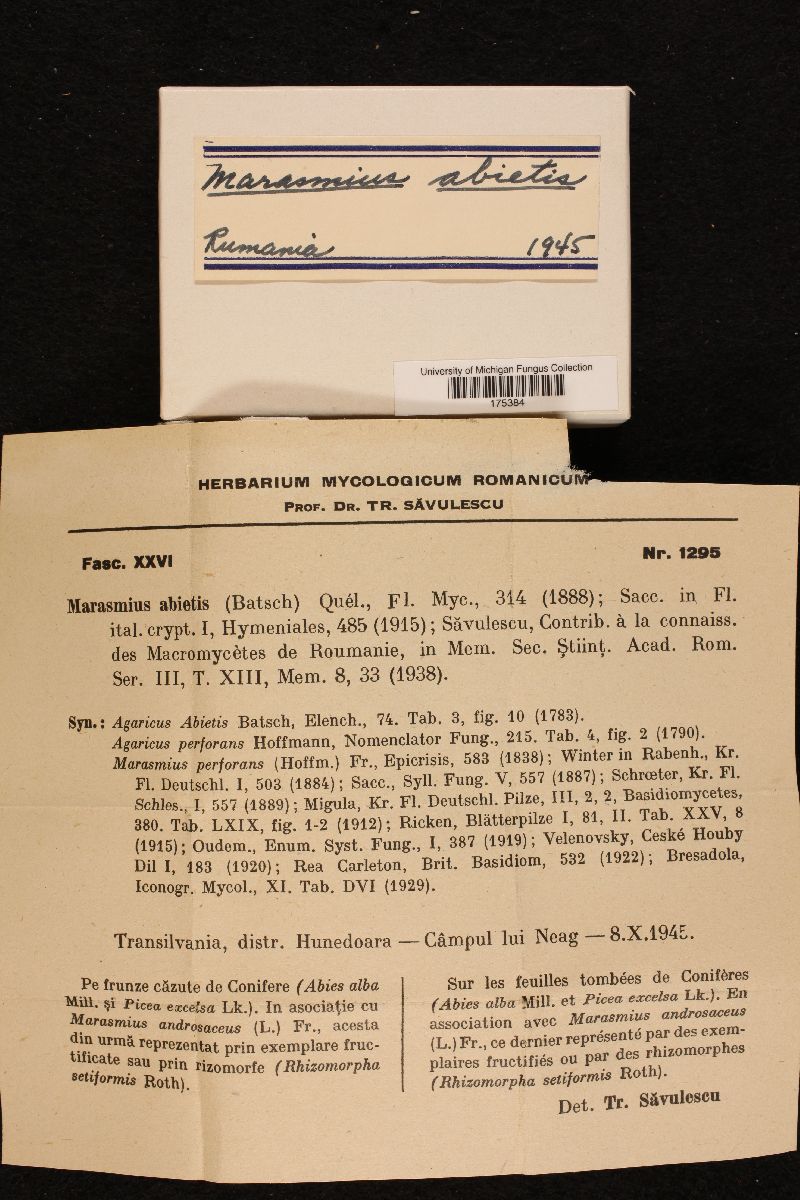 Marasmius abietis
Rumania 1945
University of Michigan Fungus Collection
175384
HERBARIUM MYCOLOGICUM ROMANICUM
PROF. DR. TR. SĂVULESCU
Fasc. XXVI Nr. 1295
Marasmius abietis (Batsch) Quél., Fl. Myc., 314 (1888); Sacc. in Fl.
ital. crypt. I, Hymeniales, 485 (1915); Săvulescu, Contrib. à la connaiss.
des Macromycètes de Roumanie, in Mem. Sec. Științ. Acad. Rom.
Ser. III, T. XIII, Mem. 8, 33 (1938).
Syn.: Agaricus Abietis Batsch, Elench., 74. Tab. 3, fig. 10 (1783).
Agaricus perforans Hoffmann, Nomenclator Fung., 215. Tab. 4, fig. 2 (1790).
Marasmius perforans (Hoffm.) Fr., Epicrisis, 583 (1838); Winter in Rabenh., Kr.
Fl. Deutschl. I, 503 (1884); Sacc., Syll. Fung. V, 557 (1887); Schrœter, Kr. Fl.
Schles., I, 557 (1889); Migula, Kr. Fl. Deutschl. Pilze, III, 2, 2, Basidiomycetes,
380. Tab. LXIX, fig. 1-2 (1912); Ricken, Blätterpilze I, 81, II. Tab. XXV, 8
(1915); Oudem., Enum. Syst. Fung., I, 387 (1919); Velenovsky, Ceské Houby
Dil I, 183 (1920); Rea Carleton, Brit. Basidiom, 532 (1922); Bresadola,
Iconogr. Mycol., XI. Tab. DVI (1929).
Transilvania, distr. Hunedoara — Câmpul lui Neag — 8.X.1945.
Pe frunze căzute de Conifere (Abies alba
Mill. și Picea excelsa Lk.). In asociație cu
Marasmius androsaceus (L.) Fr., acesta
din urmă reprezentat prin exemplare fruc-
tificate sau prin rizomorfe (Rhizomorpha
setiformis Roth).
Sur les feuilles tombées de Conifères
(Abies alba Mill. et Picea excelsa Lk.). En
association avec Marasmius androsaceus
(L.) Fr., ce dernier représenté par des exem-
plaires fructifiés ou par des rhizomorphes
(Rhizomorpha setiformis Roth).
Det. Tr. Săvulescu